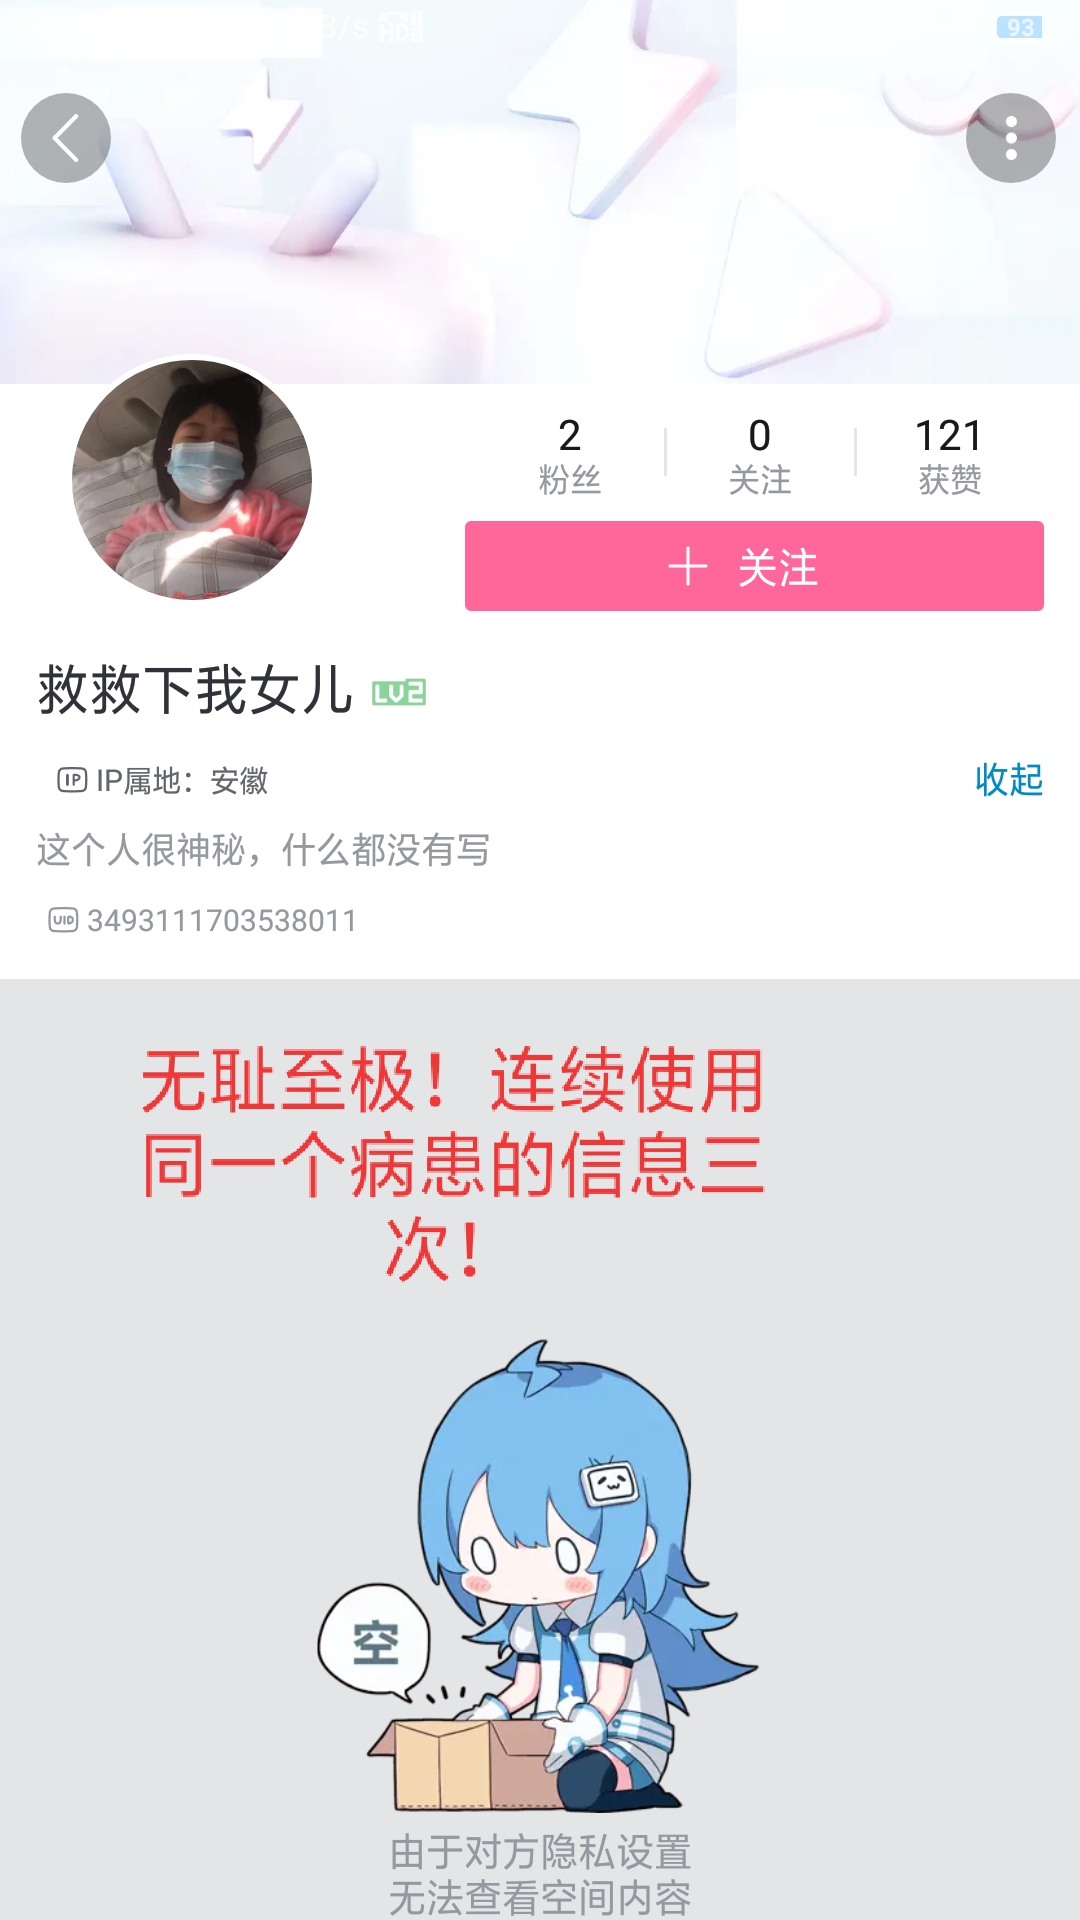 B/s HD
93
2
0
121
粉丝
关注
获赞
关注
救救下我女儿 LV2
IP IP属地：安徽
收起
这个人很神秘，什么都没有写
UID 3493111703538011
无耻至极！连续使用
同一个病患的信息三
次！
空
由于对方隐私设置
无法查看空间内容